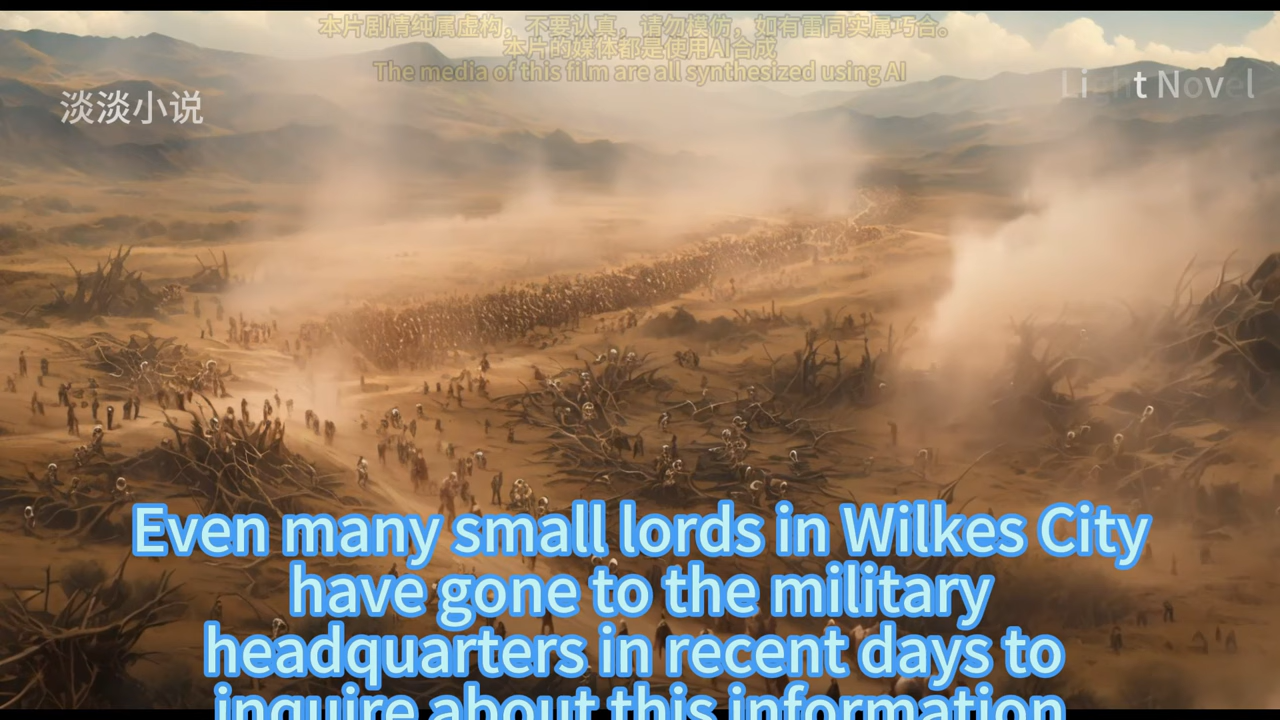 本片剧情纯属虚构，不要认真，请勿模仿，如有雷同实属巧合。
本片的媒体都是使用AI合成
The media of this film are all synthesized using AI
淡淡小说
Light Novel
Even many small lords in Wilkes City
have gone to the military
headquarters in recent days to
inquire about this information